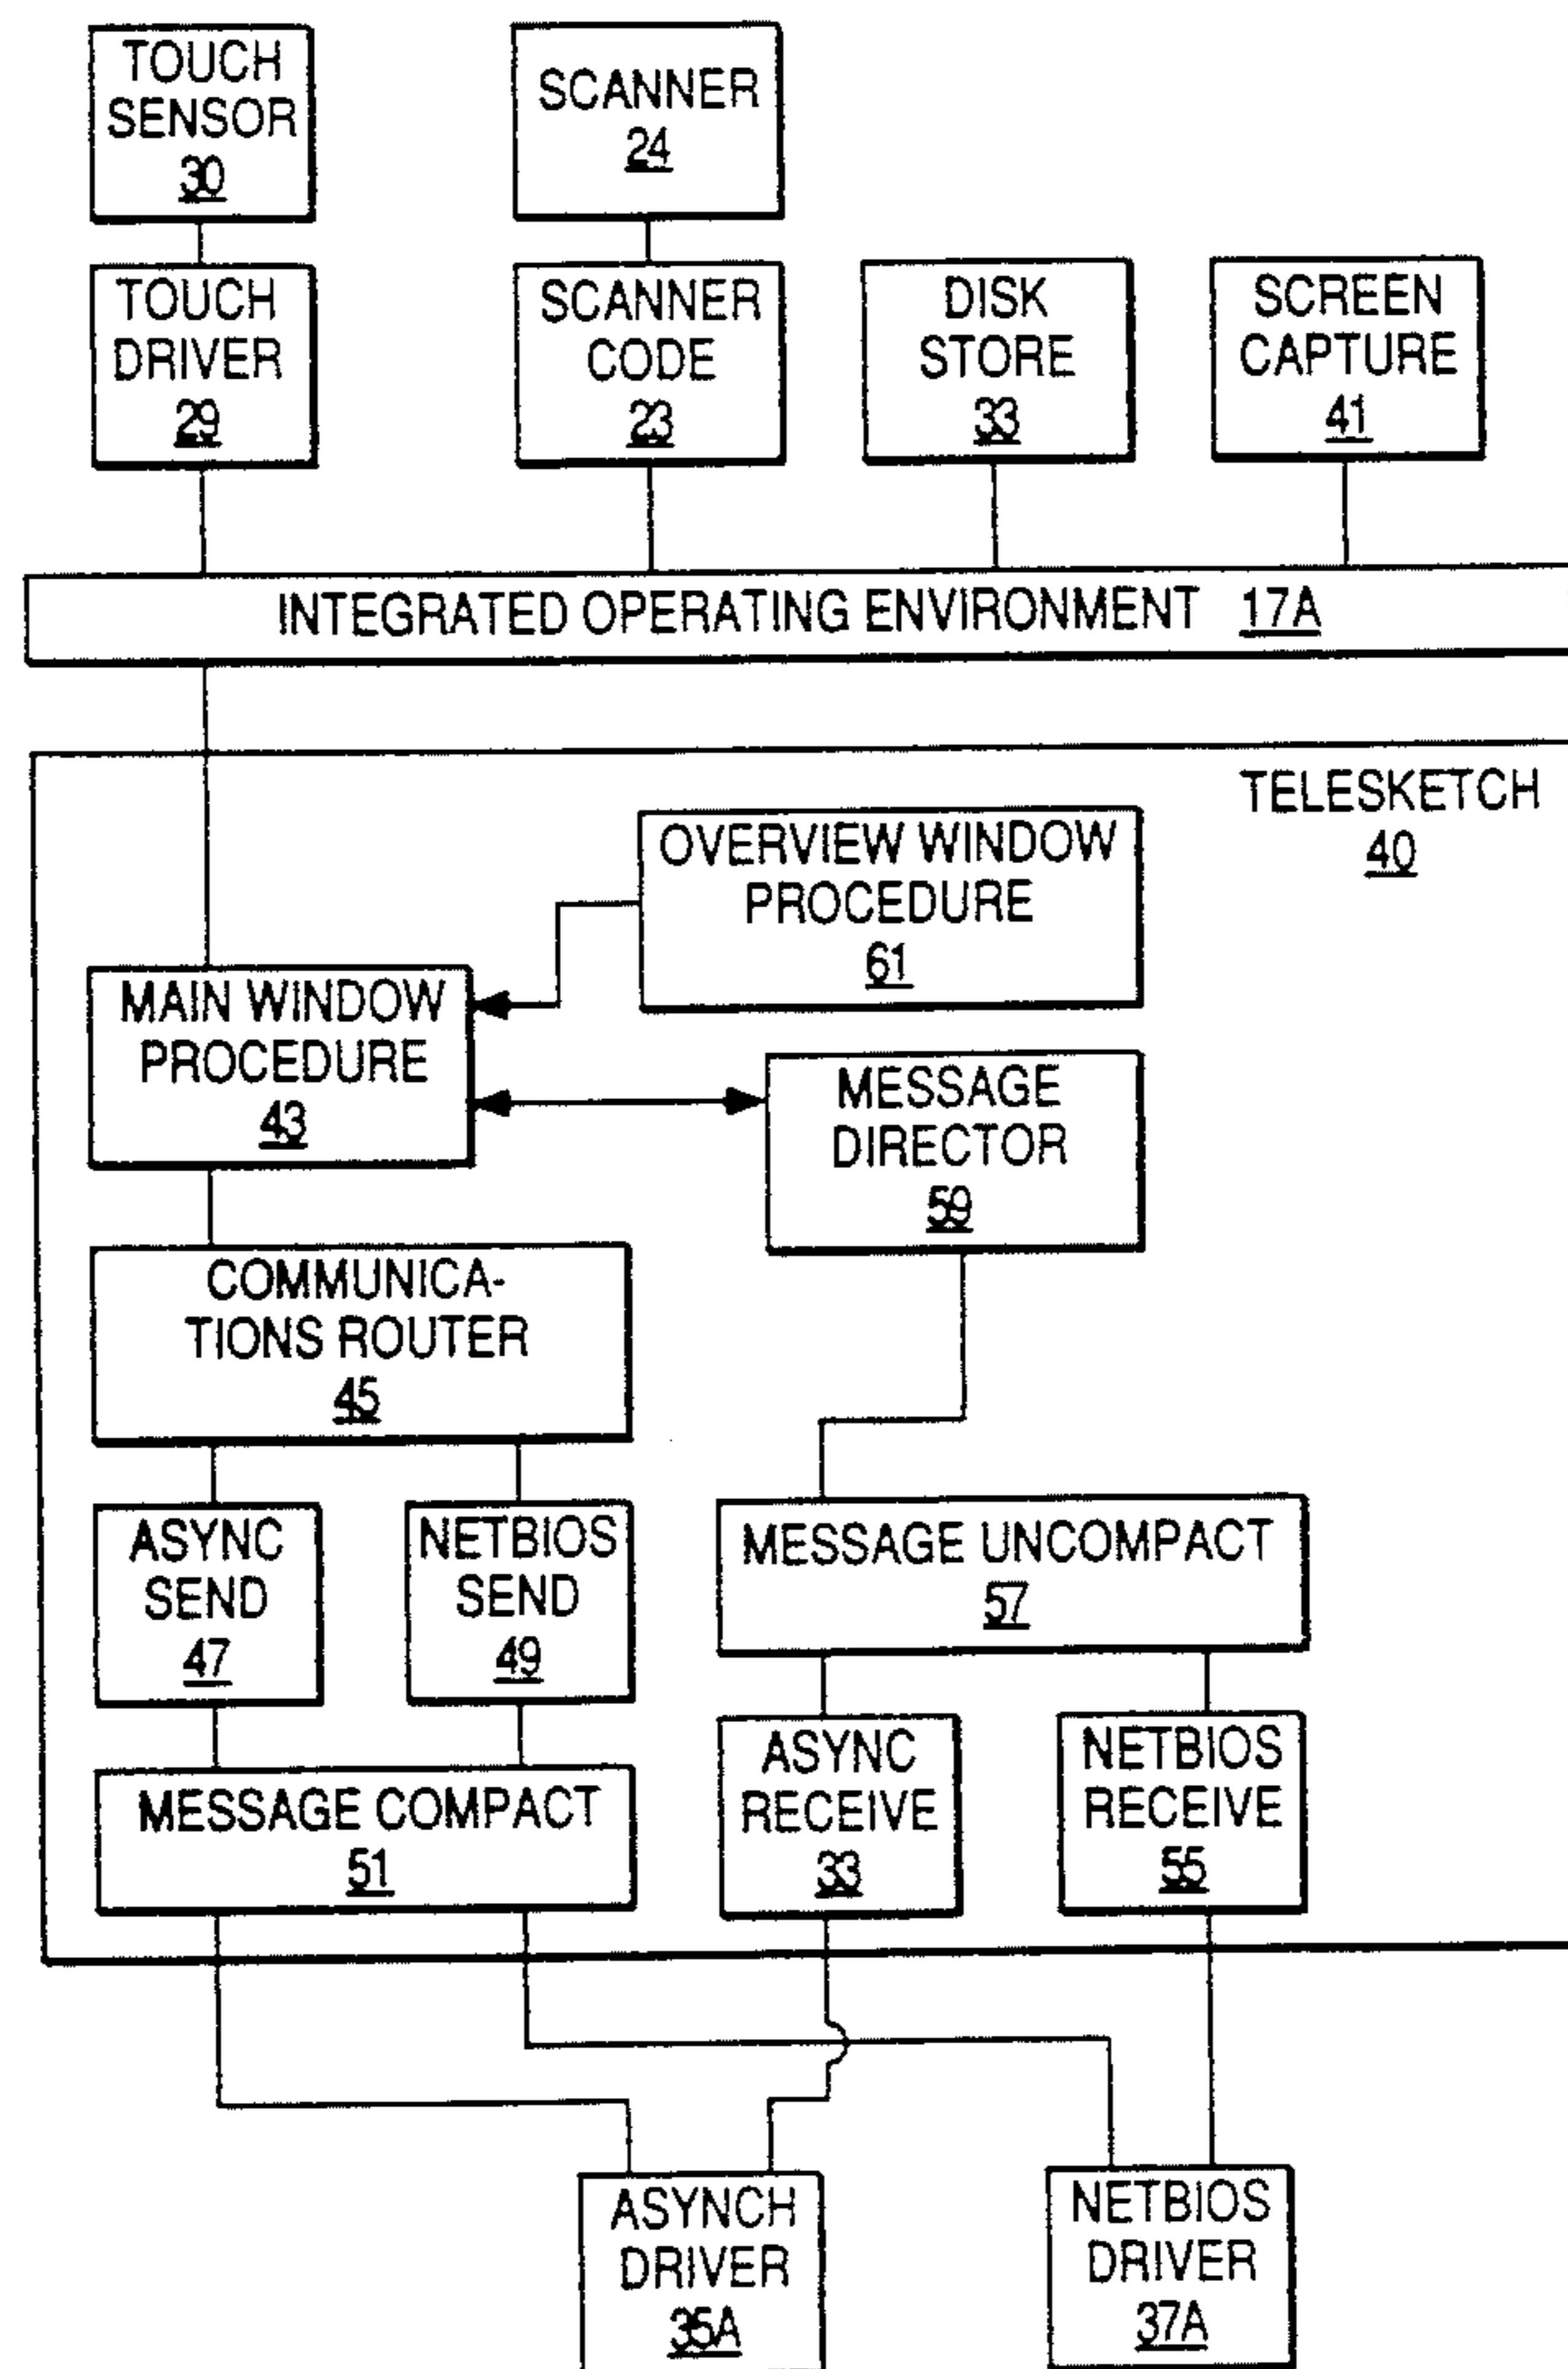 TOUCH
SENSOR
30
SCANNER
24
TOUCH
DRIVER
29
SCANNER
CODE
23
DISK
STORE
33
SCREEN
CAPTURE
41
INTEGRATED OPERATING ENVIRONMENT 17A
TELESKETCH
40
OVERVIEW WINDOW
PROCEDURE
61
MAIN WINDOW
PROCEDURE
43
MESSAGE
DIRECTOR
59
COMMUNICA-
TIONS ROUTER
45
ASYNC
SEND
47
NETBIOS
SEND
49
MESSAGE UNCOMPACT
57
MESSAGE COMPACT
51
ASYNC
RECEIVE
33
NETBIOS
RECEIVE
55
ASYNCH
DRIVER
35A
NETBIOS
DRIVER
37A